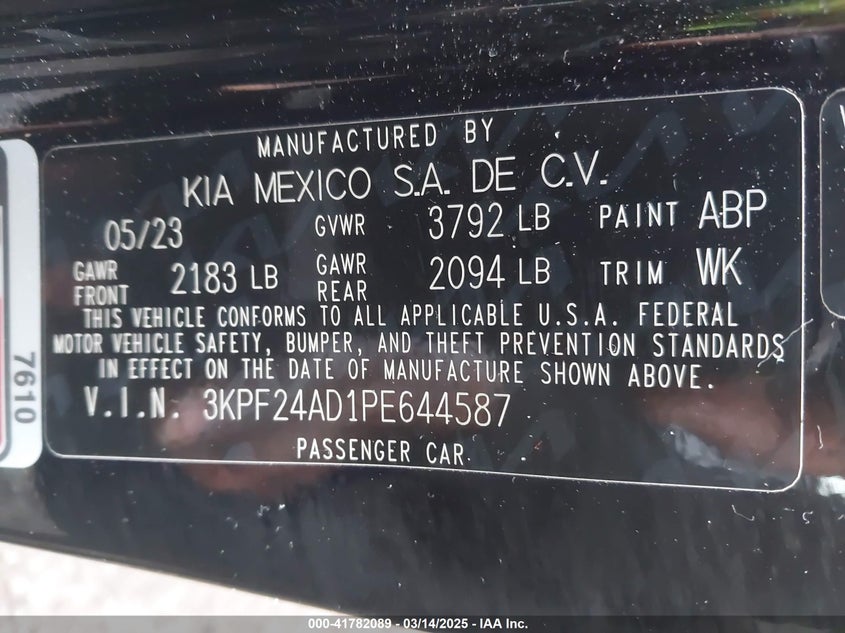 MANUFACTURED BY
KIA MEXICO S.A. DE C.V.
05/23 GVWR 3792 LB PAINT ABP
GAWR FRONT 2183 LB GAWR REAR 2094 LB TRIM WK
THIS VEHICLE CONFORMS TO ALL APPLICABLE U.S.A. FEDERAL
MOTOR VEHICLE SAFETY, BUMPER, AND THEFT PREVENTION STANDARDS
IN EFFECT ON THE DATE OF MANUFACTURE SHOWN ABOVE.
V.I.N. 3KPF24AD1PE644587
PASSENGER CAR
7610
000-41782089 - 03/14/2025 - IAA Inc.